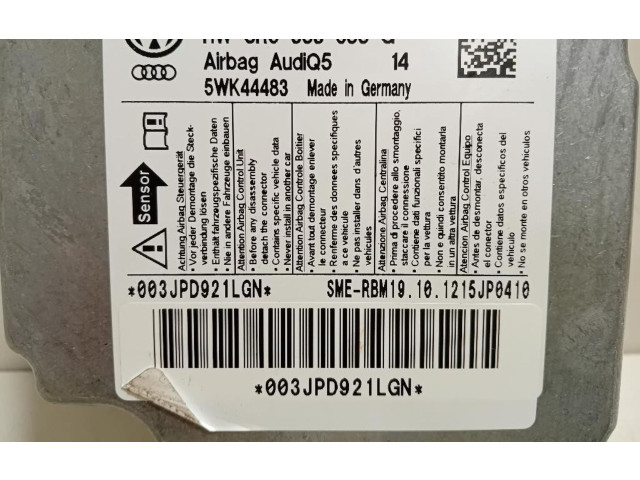 Airbag AudiQ5 14
5WK44483 Made in Germany
Sensor
Achtung Airbag Steuergerät
• Vor jeder Demontage die Steck-
verbindung lösen
• Enthält fahrzeugspezifische Daten
• Nie in andere Fahrzeuge einbauen
Attention Airbag Control Unit
• Before any disassembly
detach the connector
• Contains specific vehicle data
• Never install in another car
Attention Airbag Controle Boitier
• Avant tout demontage enlever
le connecteur
• Renferme des donnees specifiques
a ce vehicule
• Ne pas installer dans d'autres
vehicules
Attenzione Airbag Centralina
• Prima di procedere allo smontaggio,
staccare il connessione
• Contiene dati funzionali specifici
per la vettura
• Non e quindi consentito montarla
in un altra vettura
Atencion Airbag Control Equipo
• Antes de desmontar, desconecta
el conector
• Contiene datos especificos del
vehiculo
• No se monte en otros vehiculos
*003JPD921LGN* SME-RBM19.10.1215JP0410
*003JPD921LGN*